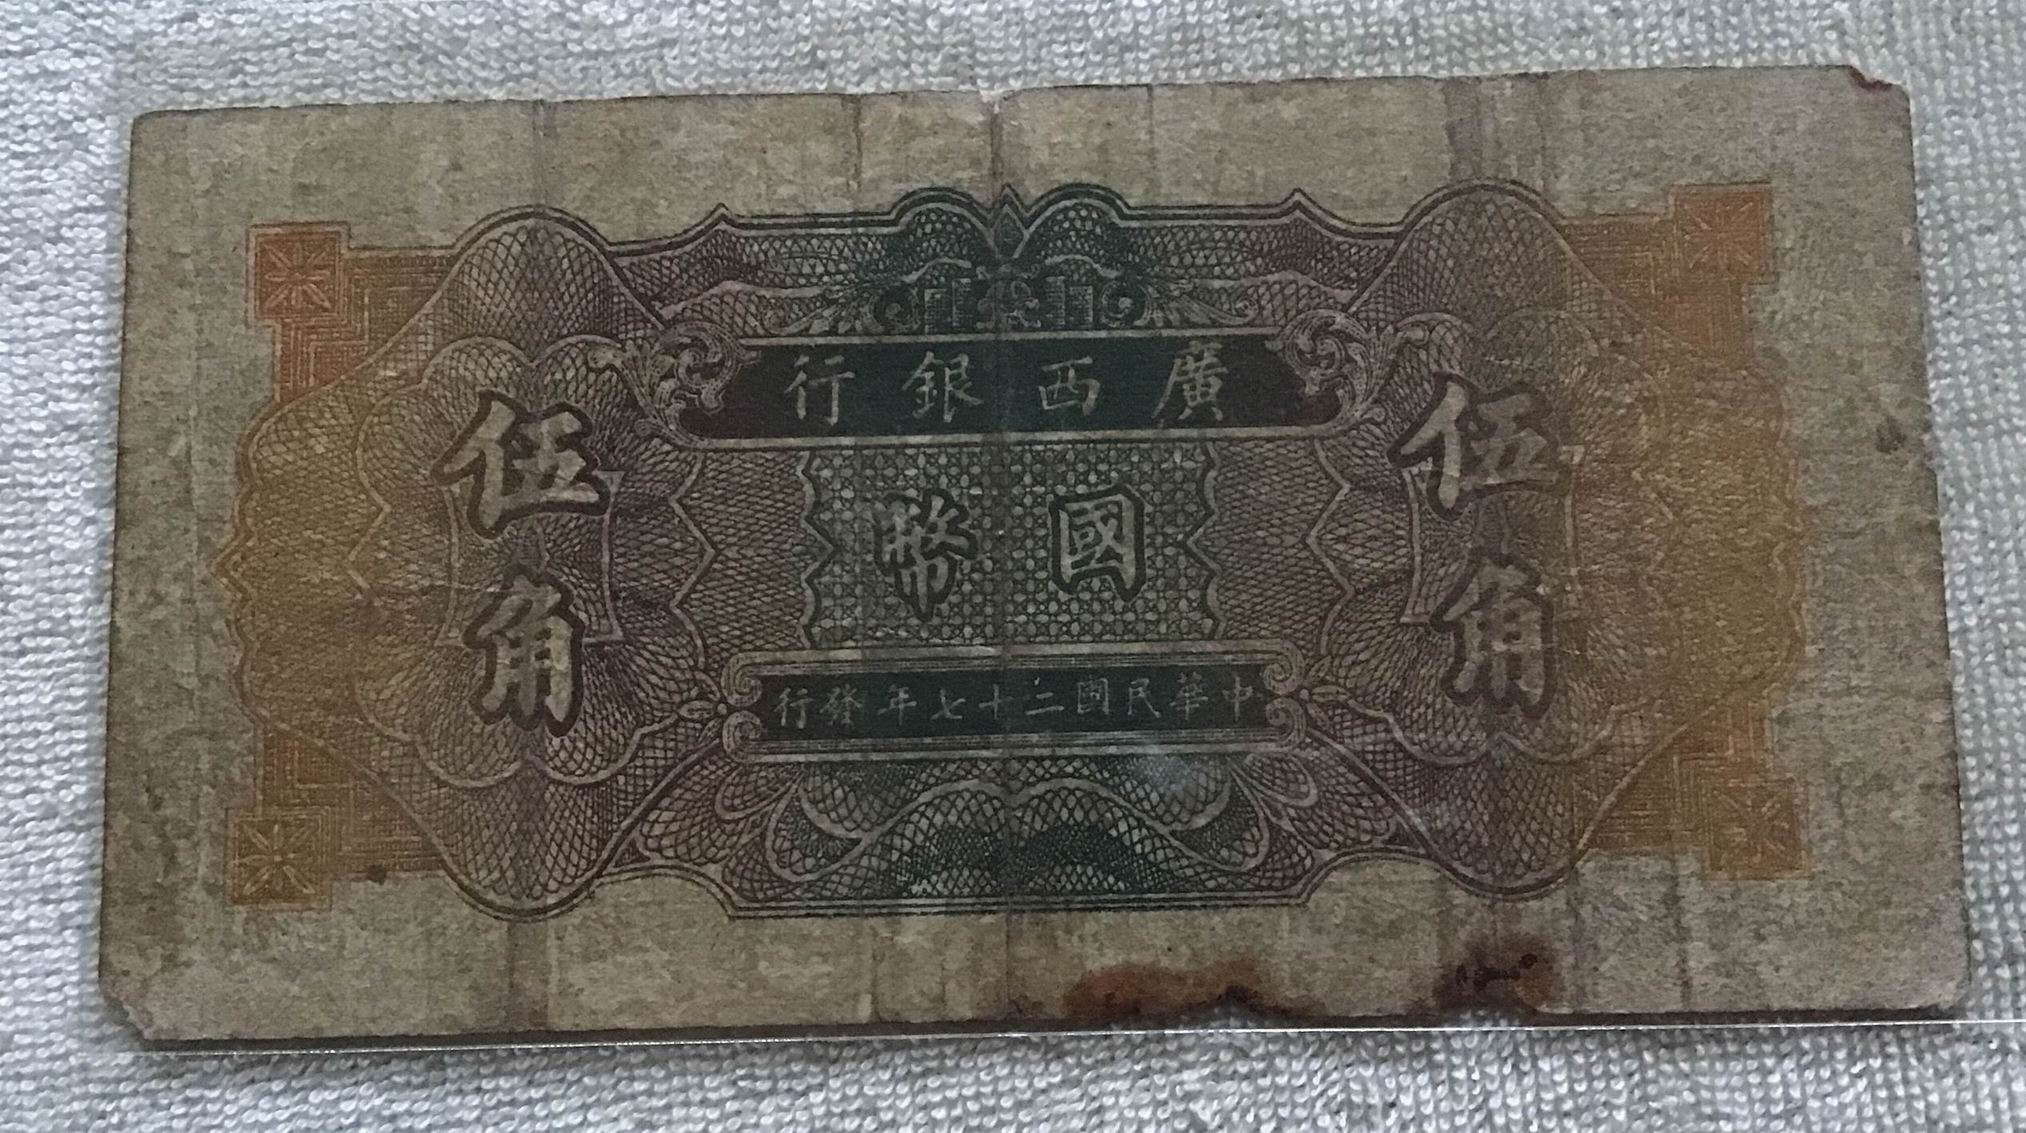 廣西銀行
伍角
國幣
伍角
中華民國二十七年發行